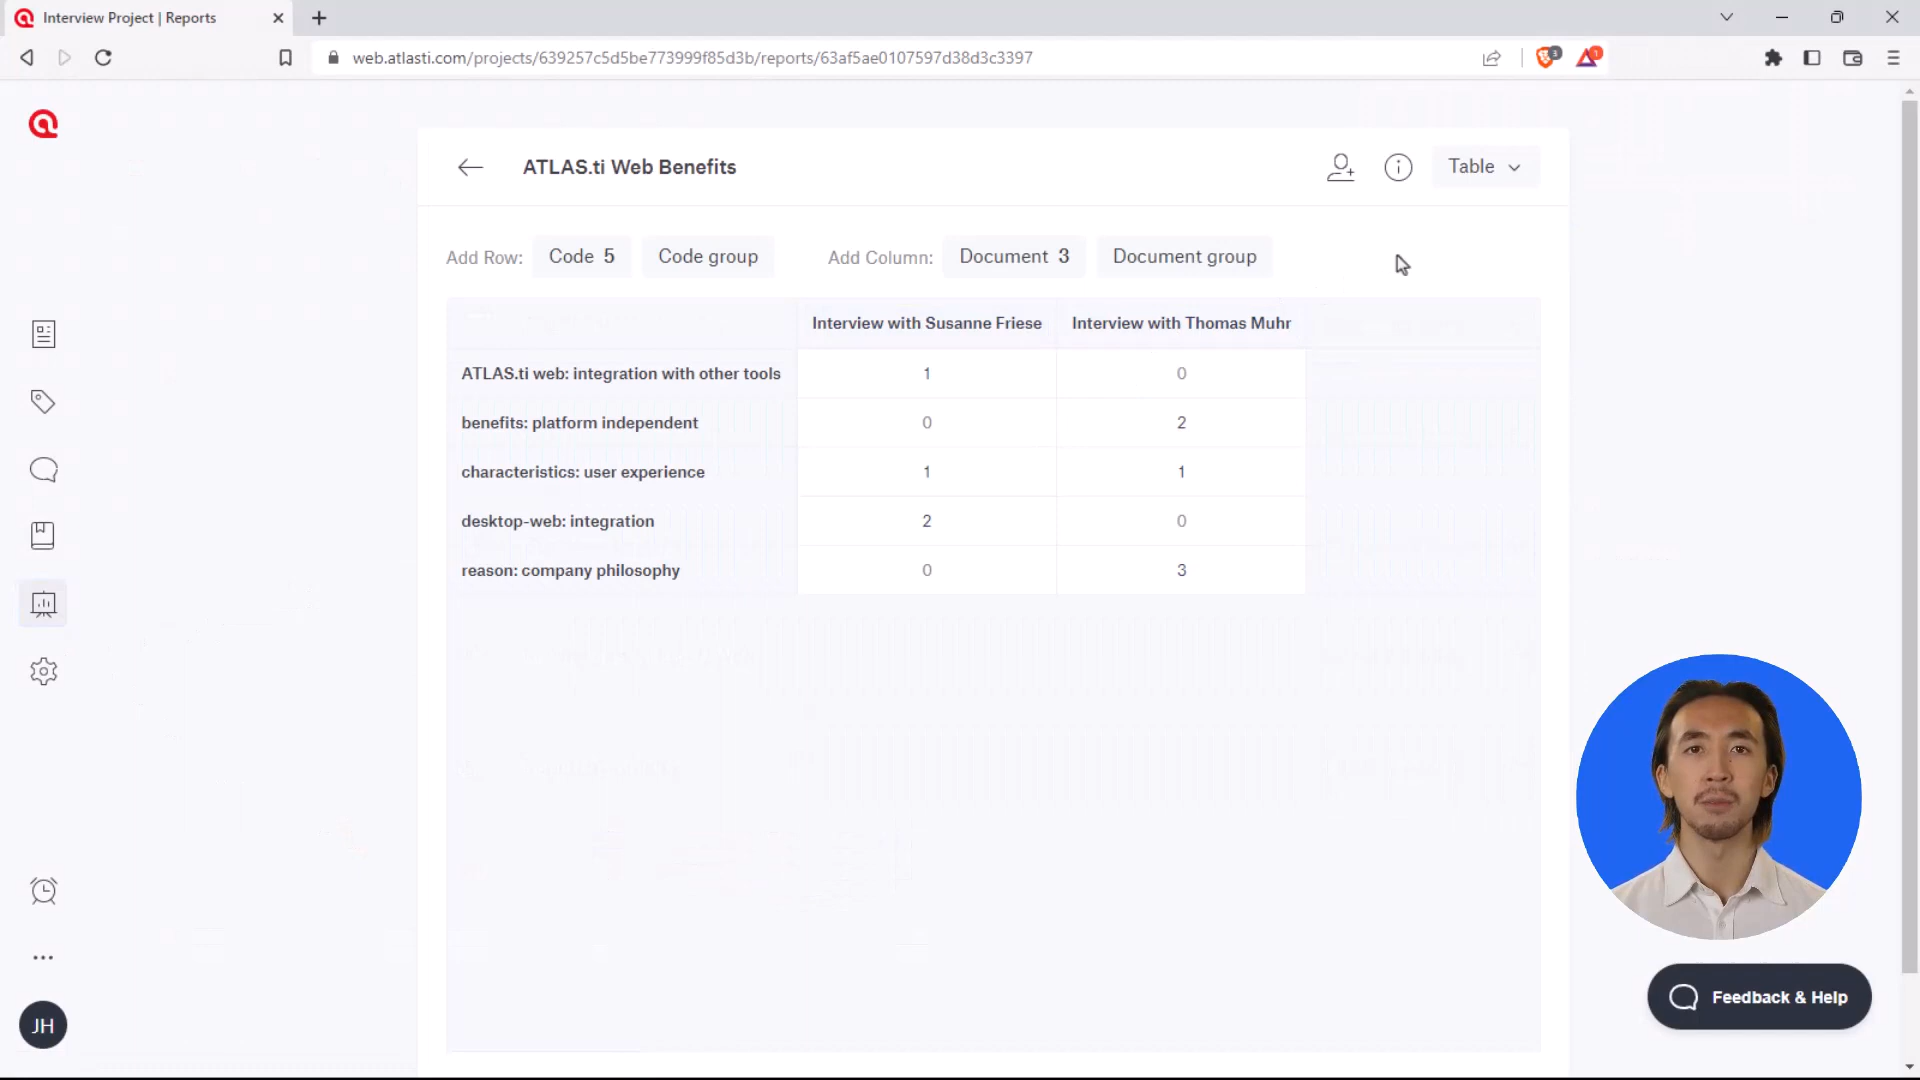 Interview Project | Reports
web.atlasti.com/projects/639257c5d5be773999f85d3b/reports/63af5ae0107597d38d3c3397
3
1
ATLAS.ti Web Benefits
Table
Add Row: Code 5 Code group Add Column: Document 3 Document group
Interview with Susanne Friese Interview with Thomas Muhr
ATLAS.ti web: integration with other tools 1 0
benefits: platform independent 0 2
characteristics: user experience 1 1
desktop-web: integration 2 0
reason: company philosophy 0 3
Feedback & Help
JH